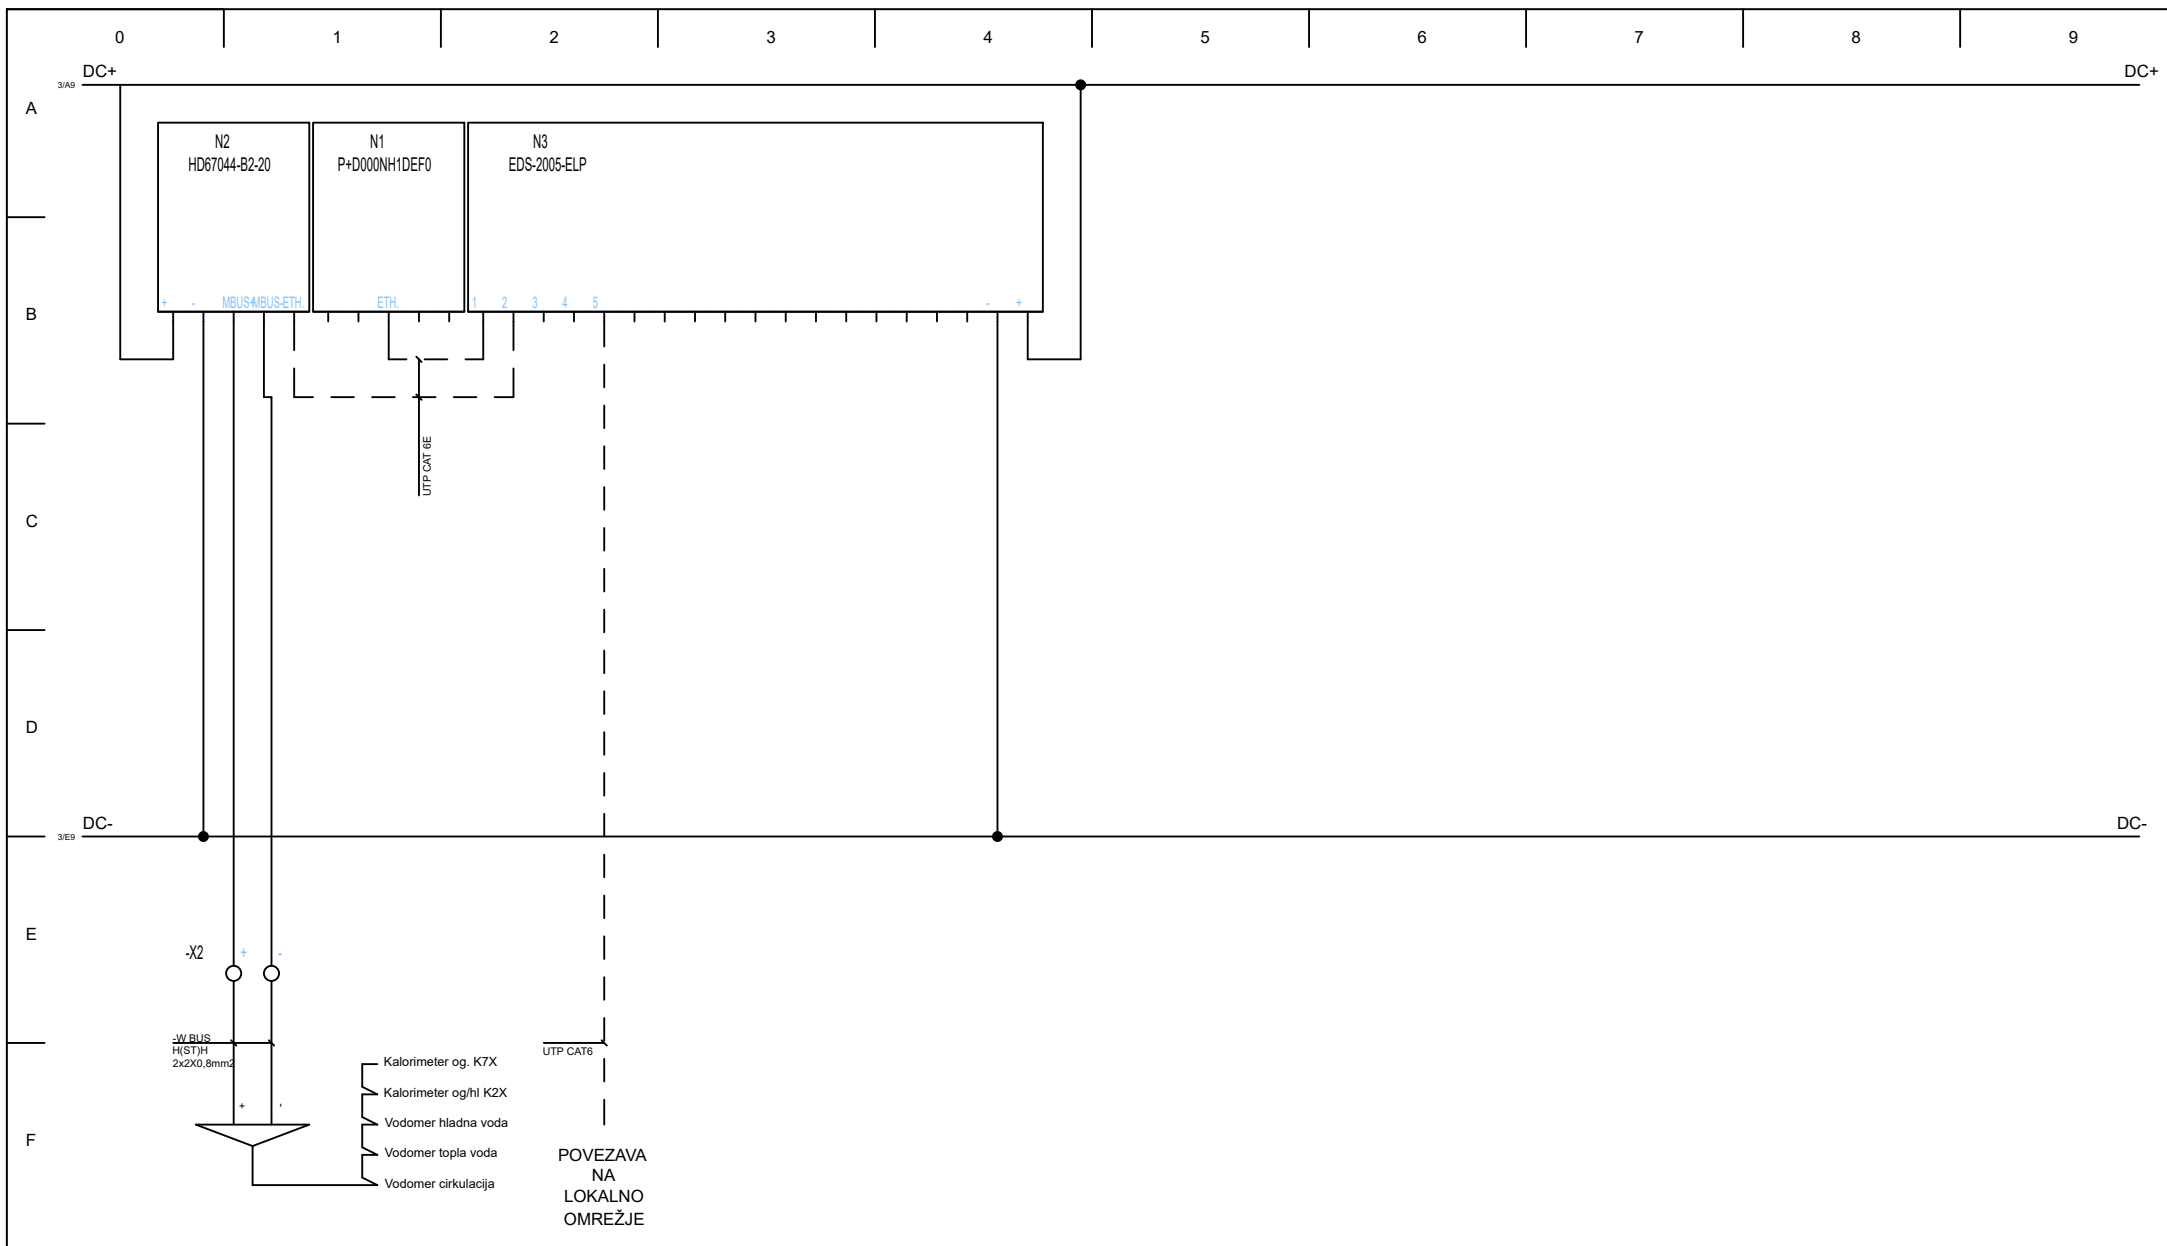 0 1 2 3 4 5 6 7 8 9
DC+ DC+
3/A9
A
N2 N1 N3
HD67044-B2-20 P+D000NH1DEF0 EDS-2005-ELP
+ - MBUS+ MBUS- ETH. ETH. 1 2 3 4 5 - +
B
UTP CAT 6E
C
D
DC- DC-
3/E9
E
-X2 + -
-W BUS
H(ST)H
2x2X0,8mm2
UTP CAT6
Kalorimeter og. K7X
Kalorimeter og/hl K2X
+ -
Vodomer hladna voda
F
Vodomer topla voda
Vodomer cirkulacija
POVEZAVA
NA
LOKALNO
OMREŽJE